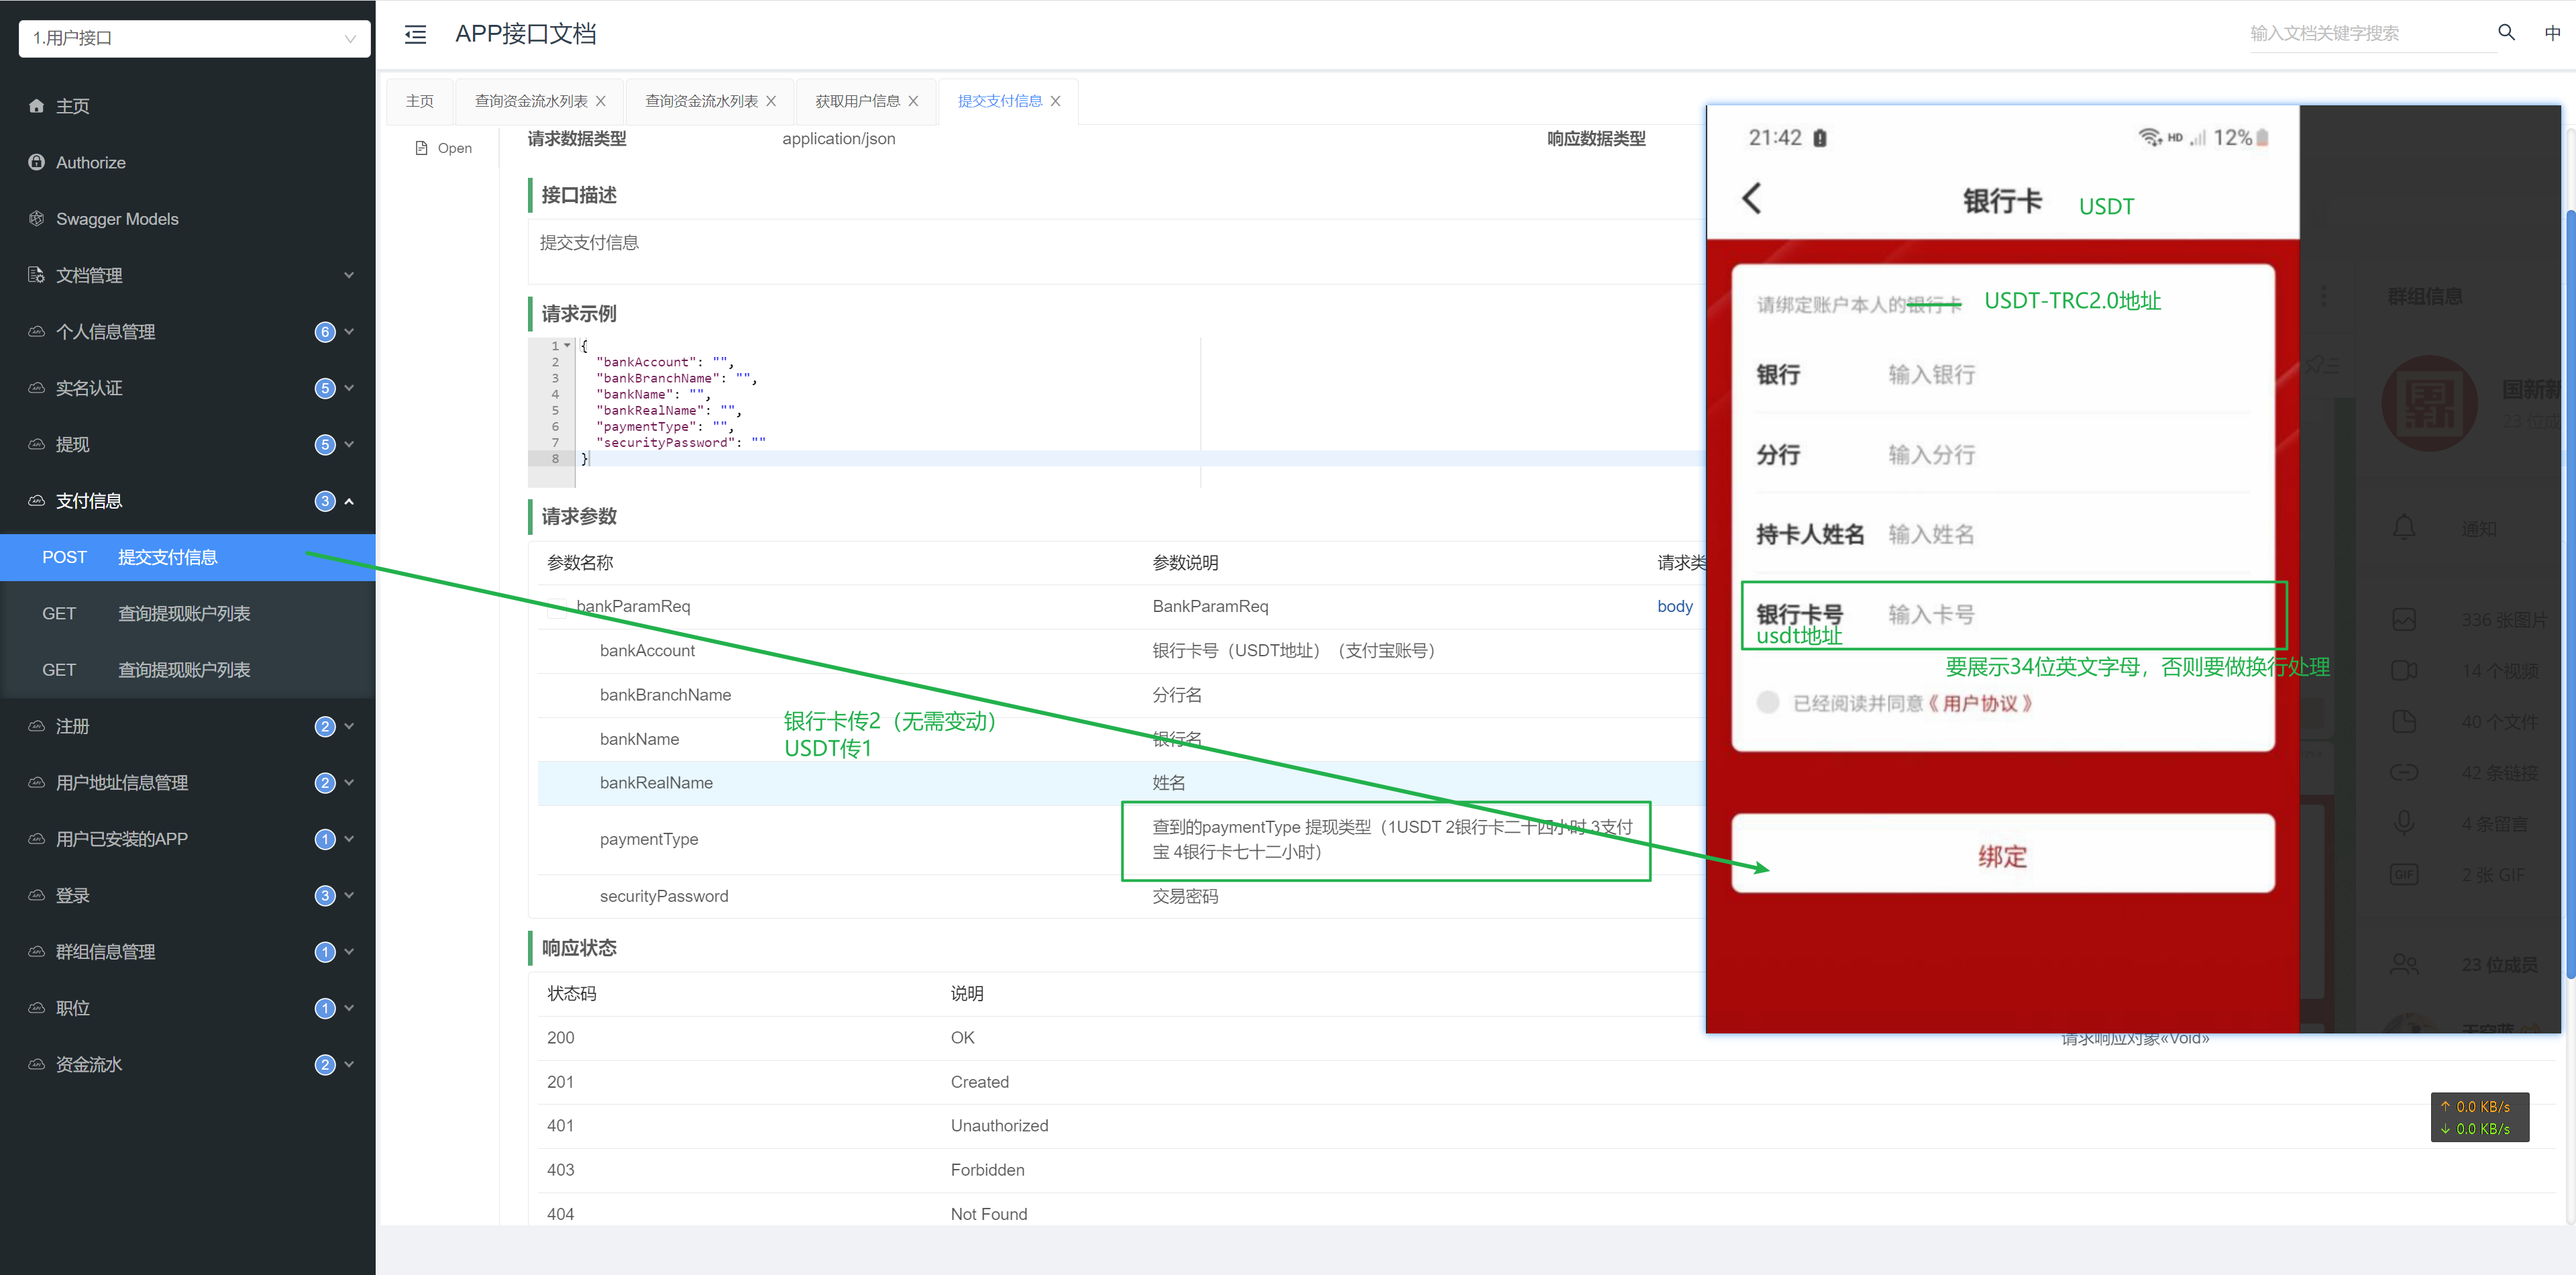 1.用户接口
APP接口文档
输入文档关键字搜索
中
主页
Authorize
Swagger Models
文档管理
个人信息管理 6
实名认证 5
提现 5
支付信息 3
POST 提交支付信息
GET 查询提现账户列表
GET 查询提现账户列表
注册 2
用户地址信息管理 2
用户已安装的APP 1
登录 3
群组信息管理 1
职位 1
资金流水 2
主页
查询资金流水列表
查询资金流水列表
获取用户信息
提交支付信息
Open
请求数据类型 application/json 响应数据类型
接口描述
提交支付信息
请求示例
1 {
2 "bankAccount": "",
3 "bankBranchName": "",
4 "bankName": "",
5 "bankRealName": "",
6 "paymentType": "",
7 "securityPassword": ""
8 }
请求参数
参数名称 参数说明 请求类
bankParamReq BankParamReq body
bankAccount 银行卡号（USDT地址）（支付宝账号）
bankBranchName 分行名
bankName 银行名
bankRealName 姓名
paymentType 查到的paymentType 提现类型（1USDT 2银行卡二十四小时 3支付
宝 4银行卡七十二小时）
securityPassword 交易密码
银行卡传2（无需变动）
USDT传1
响应状态
状态码 说明
200 OK
请求响应对象«Void»
201 Created
401 Unauthorized
403 Forbidden
404 Not Found
21:42
HD 12%
银行卡 USDT
请绑定账户本人的银行卡 USDT-TRC2.0地址
银行 输入银行
分行 输入分行
持卡人姓名 输入姓名
银行卡号 输入卡号
usdt地址
要展示34位英文字母，否则要做换行处理
已经阅读并同意《用户协议》
绑定
群组信息
国新新
23 位成
通知
336 张图片
14 个视频
40 个文件
42 条链接
4 条留言
GIF 2 张 GIF
23 位成员
↑ 0.0 KB/s
↓ 0.0 KB/s